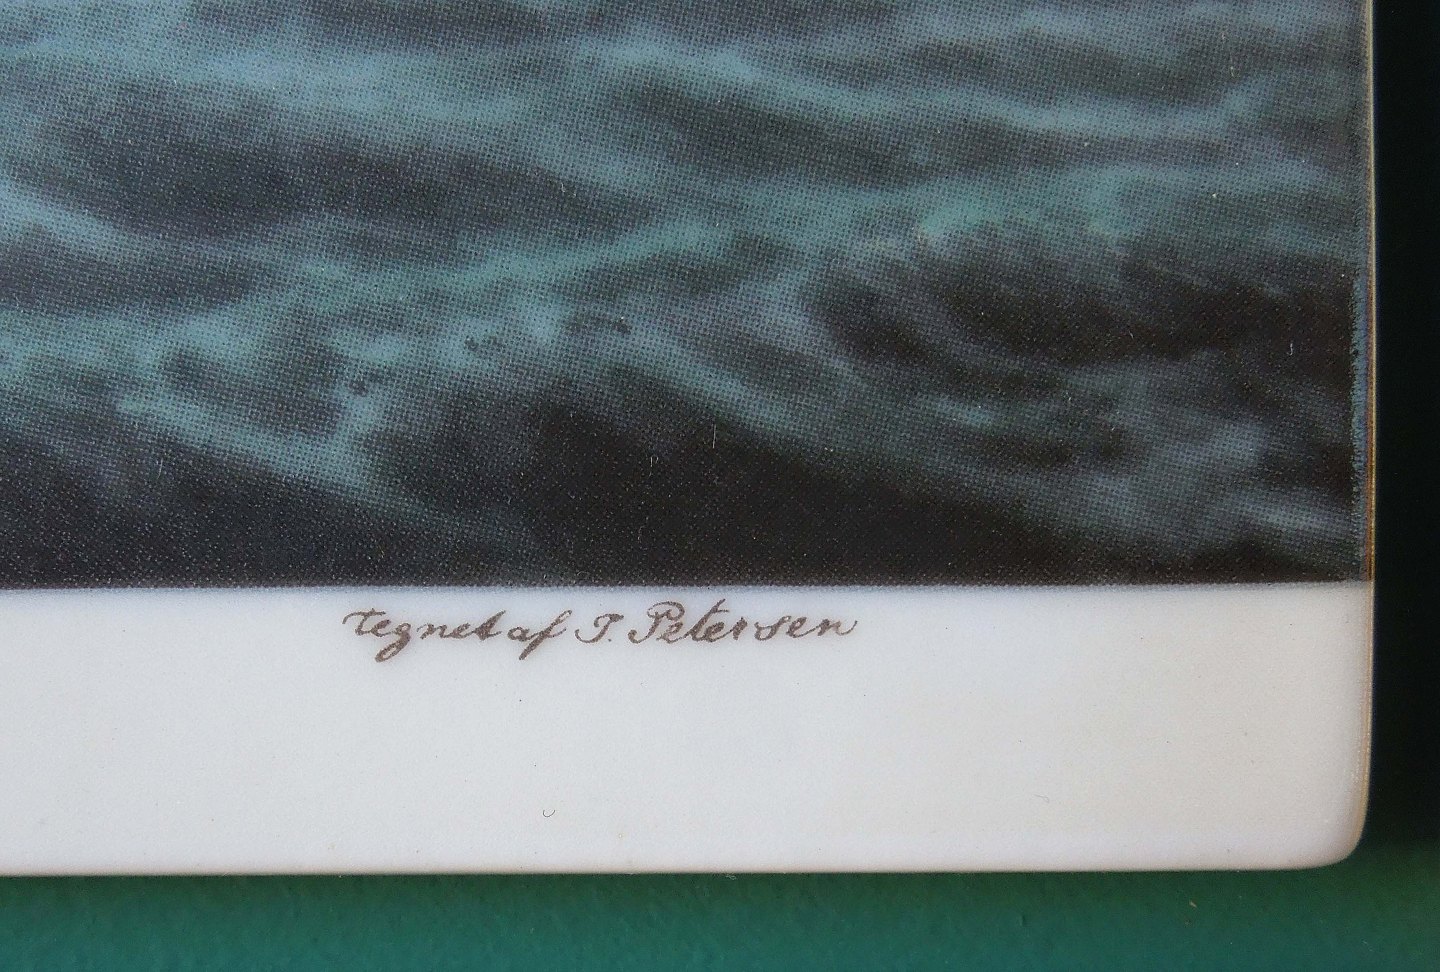 tegnet af J. Petersen